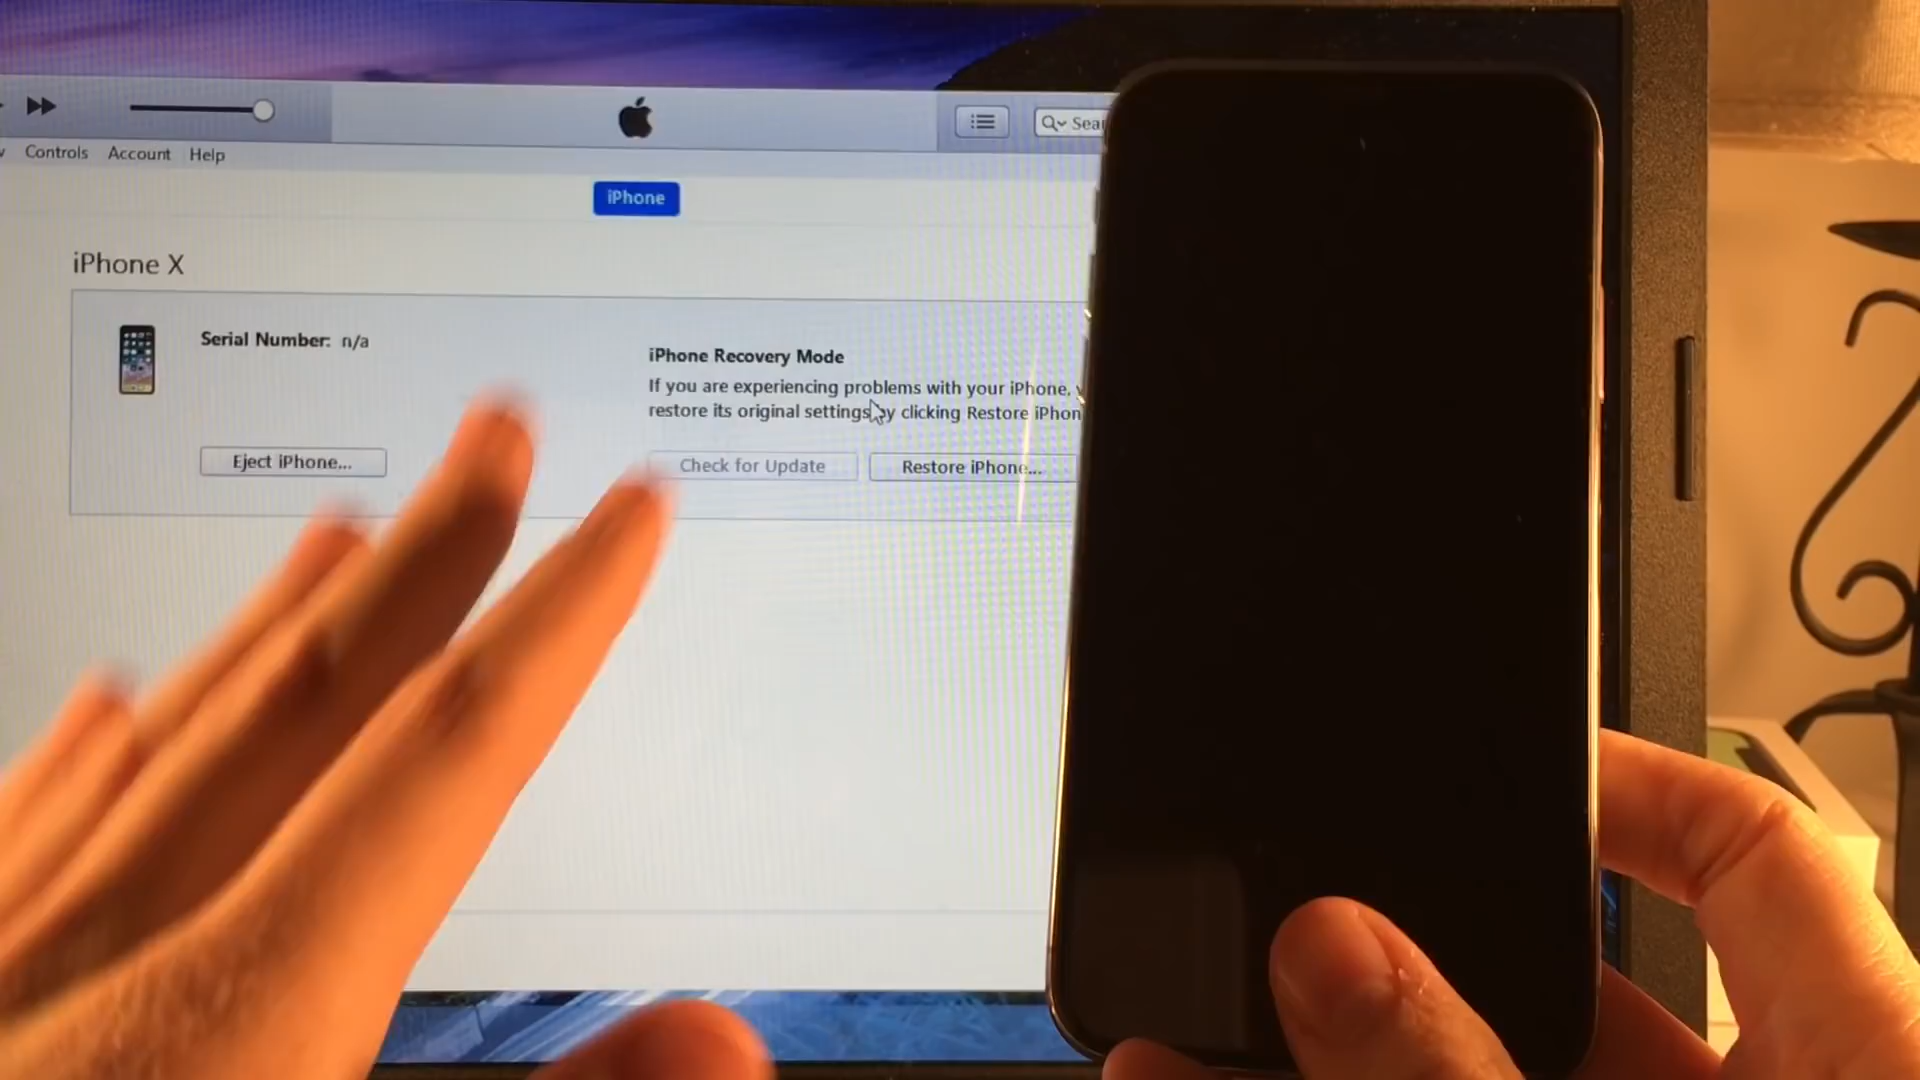 Sear
Controls Account Help
iPhone
iPhone X
Serial Number: n/a
iPhone Recovery Mode
If you are experiencing problems with your iPhone,
restore its original settings by clicking Restore iPhon
Eject iPhone...
Check for Update
Restore iPhone...